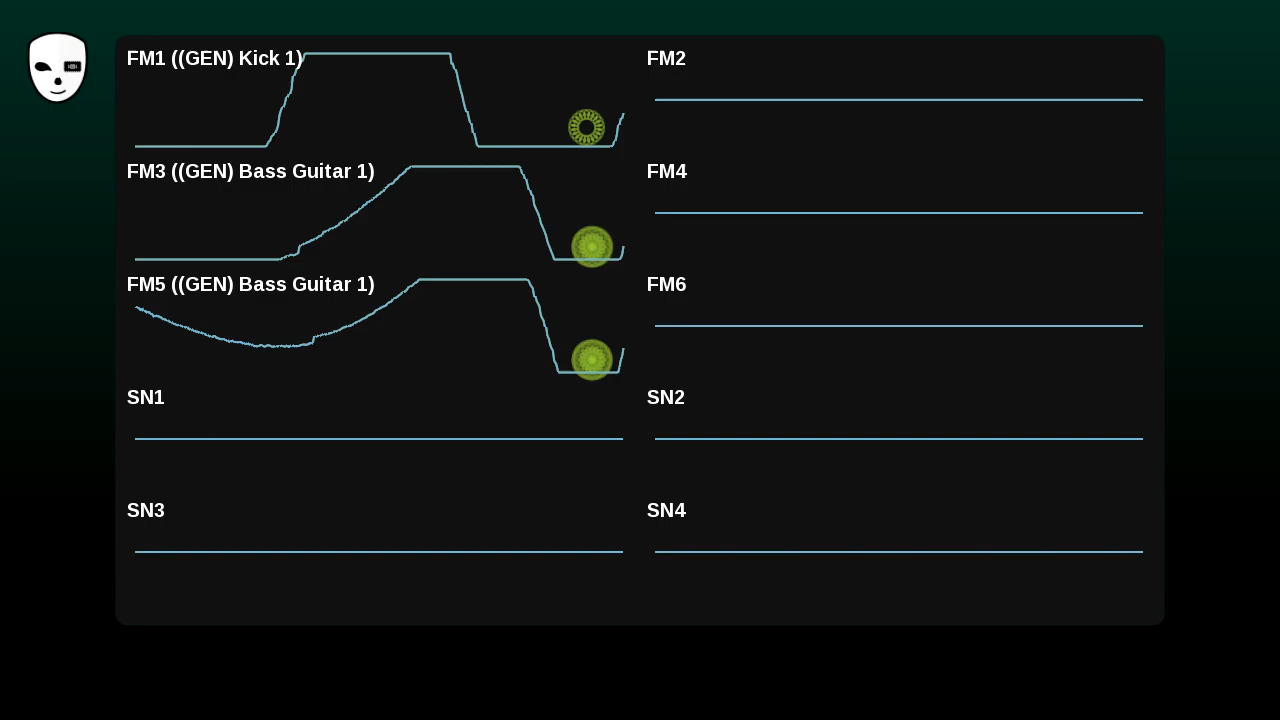 FM1 ((GEN) Kick 1)
FM2
FM3 ((GEN) Bass Guitar 1)
FM4
FM5 ((GEN) Bass Guitar 1)
FM6
SN1
SN2
SN3
SN4